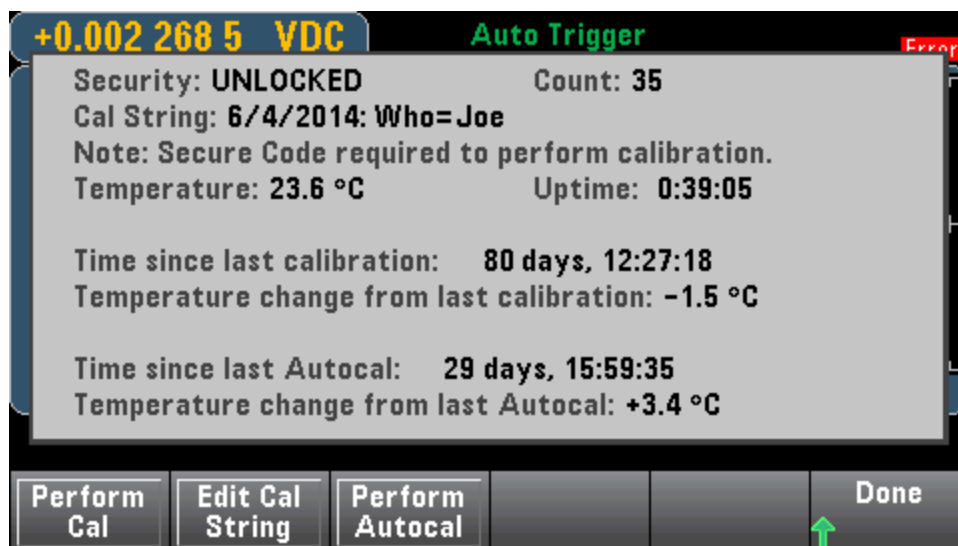 +0.002 268 5 VDC Auto Trigger Error
Security: UNLOCKED Count: 35
Cal String: 6/4/2014: Who=Joe
Note: Secure Code required to perform calibration.
Temperature: 23.6 °C Uptime: 0:39:05
Time since last calibration: 80 days, 12:27:18
Temperature change from last calibration: -1.5 °C
Time since last Autocal: 29 days, 15:59:35
Temperature change from last Autocal: +3.4 °C
Perform Cal
Edit Cal String
Perform Autocal
Done